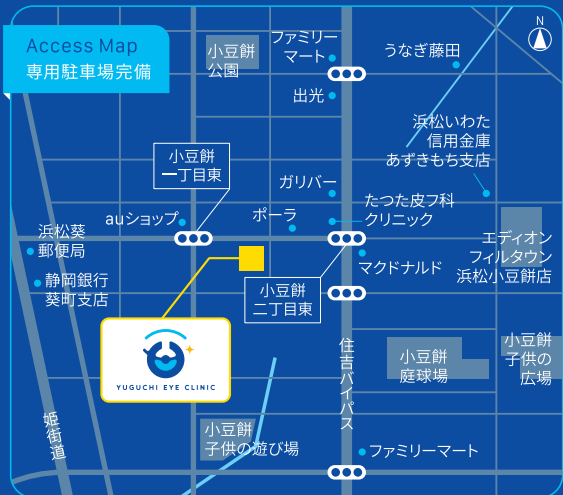 Access Map
専用駐車場完備
小豆餅
公園
ファミリー
マート
うなぎ藤田
N
出光
浜松いわた
信用金庫
あずきもち支店
小豆餅
一丁目東
ガリバー
たつた皮フ科
クリニック
auショップ
ポーラ
浜松葵
郵便局
静岡銀行
葵町支店
マクドナルド
エディオン
フィルタウン
浜松小豆餅店
小豆餅
二丁目東
YUGUCHI EYE CLINIC
住吉バイパス
小豆餅
庭球場
小豆餅
子供の
広場
姫街道
小豆餅
子供の遊び場
ファミリーマート